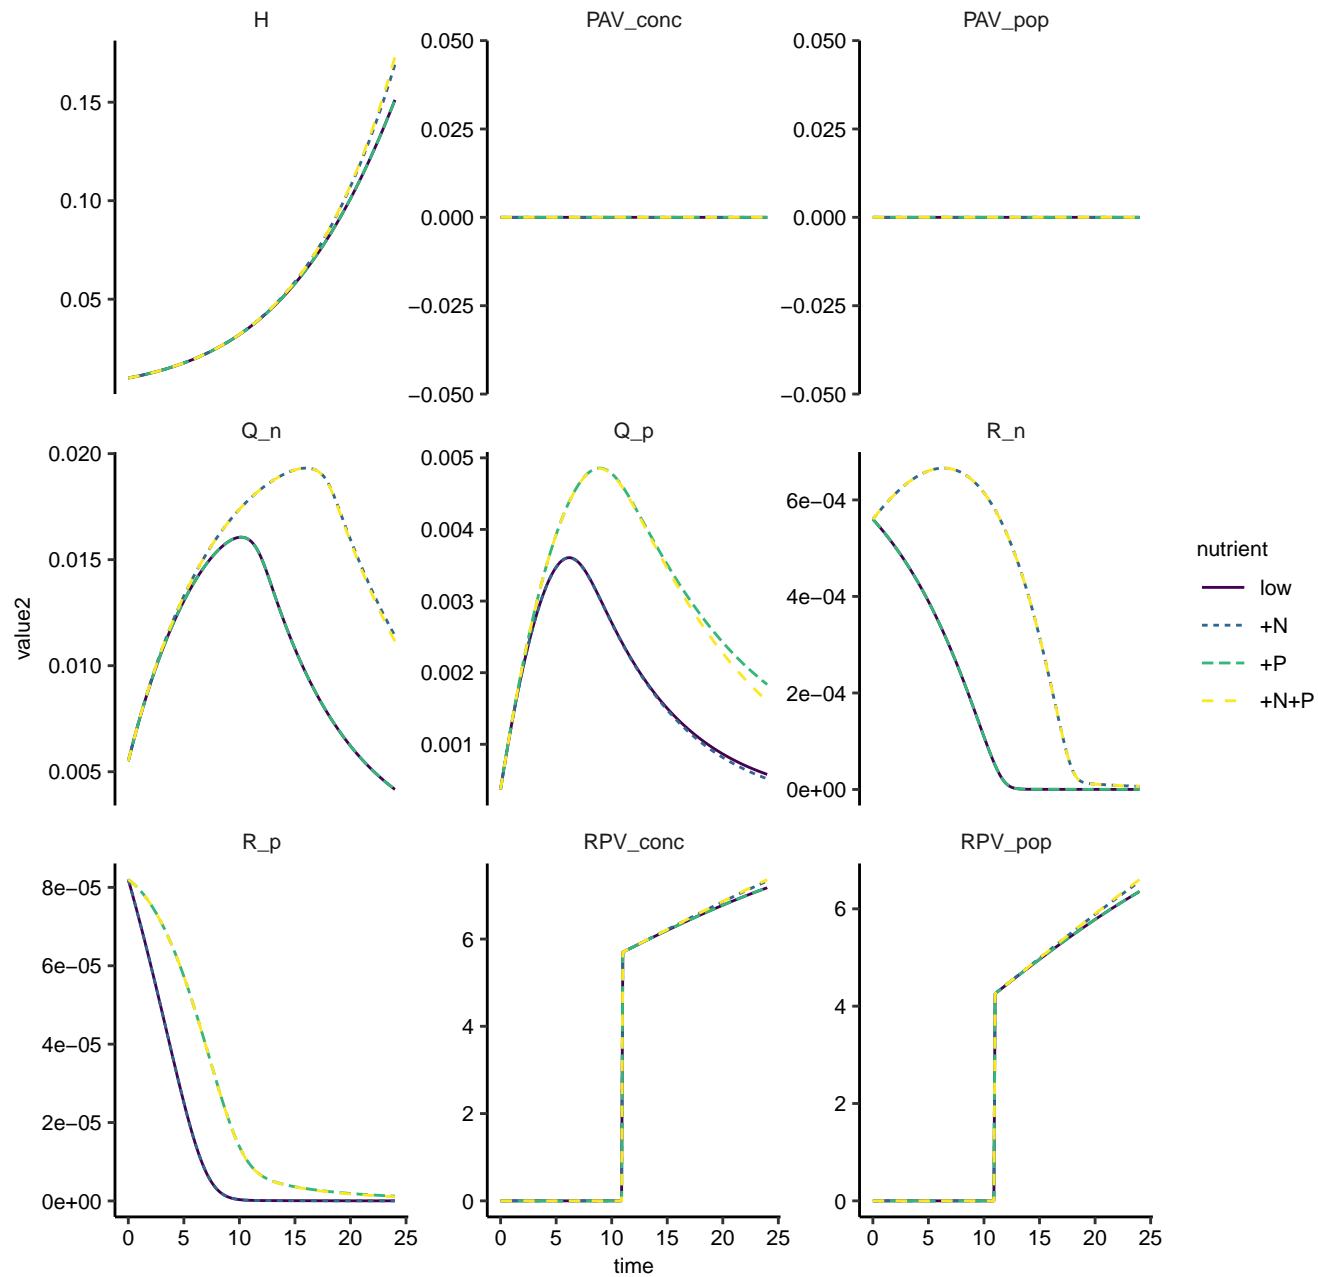 H
PAV_conc
PAV_pop
0.15
0.10
0.05
0.050
0.025
0.000
−0.025
−0.050
0.050
0.025
0.000
−0.025
−0.050
Q_n
Q_p
R_n
0.020
0.015
0.010
0.005
0.005
0.004
0.003
0.002
0.001
6e−04
4e−04
2e−04
0e+00
R_p
RPV_conc
RPV_pop
8e−05
6e−05
4e−05
2e−05
0e+00
6
4
2
0
6
4
2
0
0 5 10 15 20 25
0 5 10 15 20 25
0 5 10 15 20 25
time
value2
nutrient
low
+N
+P
+N+P